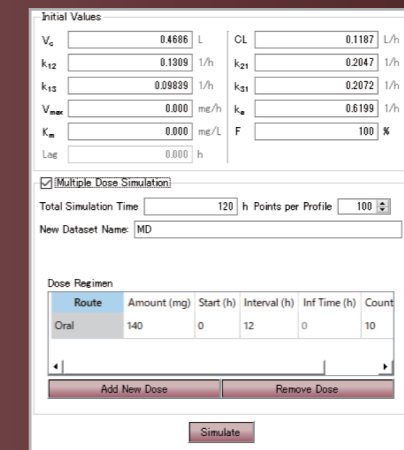 Initial Values
Vc 0.4686 L CL 0.1187 L/h
k12 0.1309 1/h k21 0.2047 1/h
k13 0.09839 1/h k31 0.2072 1/h
Vmax 0.000 mg/h ka 0.6199 1/h
Km 0.000 mg/L F 100 %
Lag 0.000 h
Multiple Dose Simulation
Total Simulation Time 120 h Points per Profile 100
New Dataset Name: MD
Dose Regimen
Route Amount (mg) Start (h) Interval (h) Inf Time (h) Count
Oral 140 0 12 0 10
Add New Dose Remove Dose
Simulate